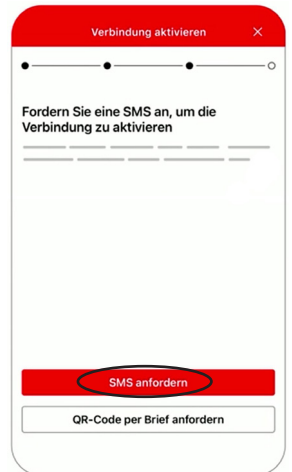 Verbindung aktivieren
Fordern Sie eine SMS an, um die
Verbindung zu aktivieren
SMS anfordern
QR-Code per Brief anfordern